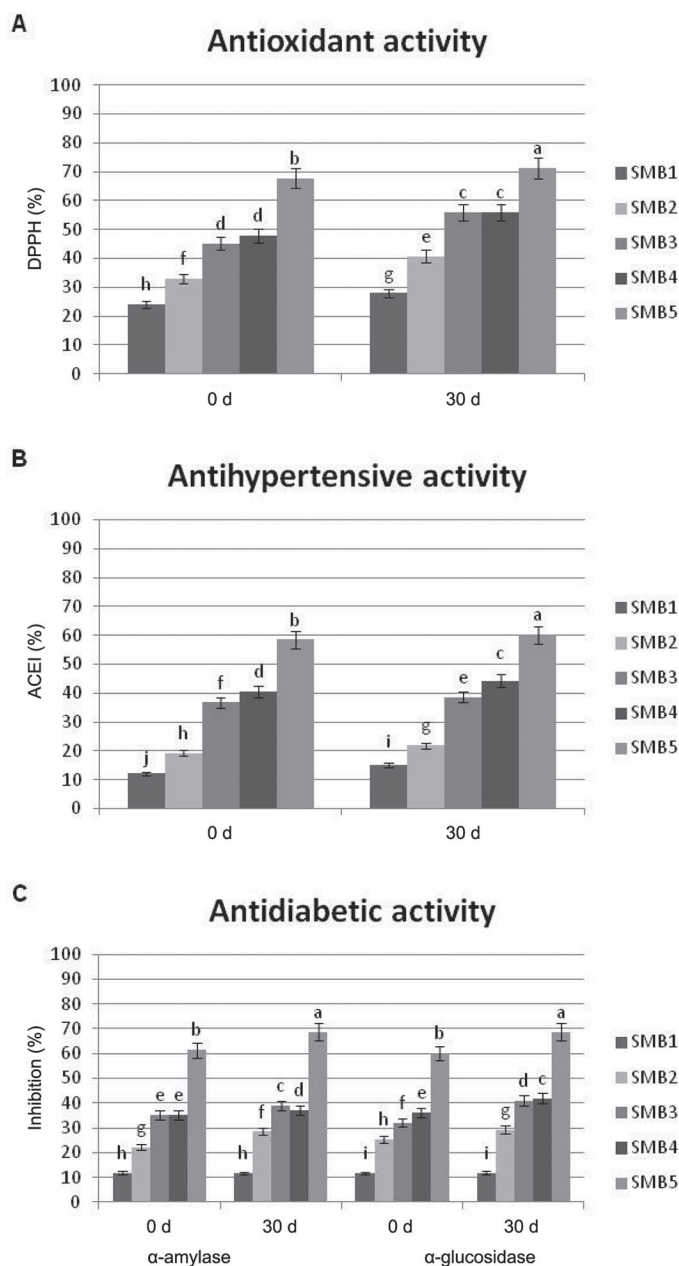 A
Antioxidant activity
100
90
80
70
60
50
40
30
20
10
0
DPPH (%)
h f d d b
g e c c a
0 d 30 d
SMB1
SMB2
SMB3
SMB4
SMB5
B
Antihypertensive activity
100
90
80
70
60
50
40
30
20
10
0
ACEI (%)
j h f d b
i g e c a
0 d 30 d
SMB1
SMB2
SMB3
SMB4
SMB5
C
Antidiabetic activity
100
90
80
70
60
50
40
30
20
10
0
Inhibition (%)
h g e e b
h f c d a
i h f e b
i g d c a
0 d 30 d 0 d 30 d
α-amylase α-glucosidase
SMB1
SMB2
SMB3
SMB4
SMB5